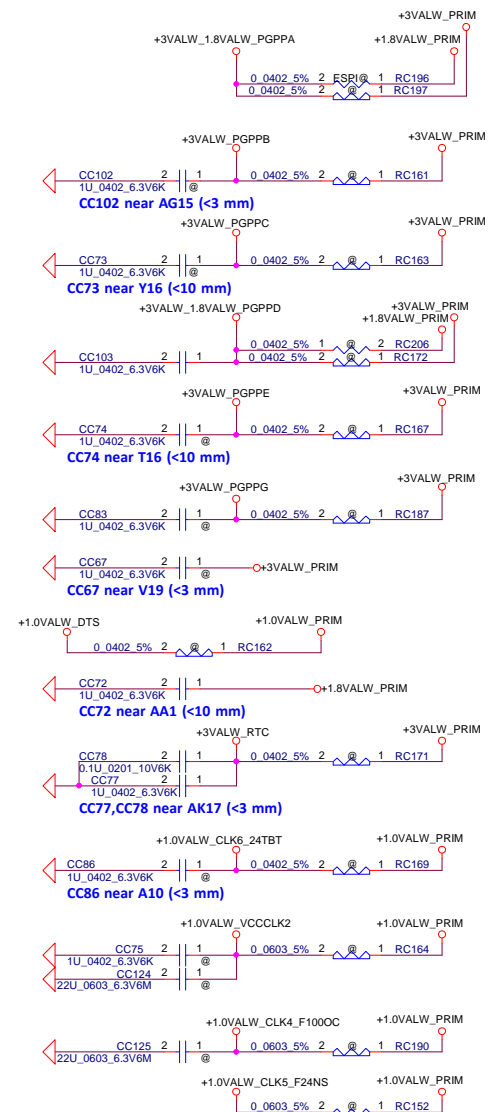 +3VALW_PRIM
+3VALW_1.8VALW_PGPPA +1.8VALW_PRIM
0_0402_5% 2 ESPI@ 1 RC196
0_0402_5% 2 @ 1 RC197
+3VALW_PGPPB +3VALW_PRIM
CC102 2 1 0_0402_5% 2 @ 1 RC161
1U_0402_6.3V6K @
CC102 near AG15 (<3 mm)
+3VALW_PGPPC +3VALW_PRIM
CC73 2 1 0_0402_5% 2 @ 1 RC163
1U_0402_6.3V6K @
CC73 near Y16 (<10 mm)
+3VALW_1.8VALW_PGPPD +3VALW_PRIM
+1.8VALW_PRIM
0_0402_5% 1 @ 2 RC206
CC103 2 1 0_0402_5% 2 @ 1 RC172
1U_0402_6.3V6K
+3VALW_PGPPE +3VALW_PRIM
CC74 2 1 0_0402_5% 2 @ 1 RC167
1U_0402_6.3V6K @
CC74 near T16 (<10 mm)
+3VALW_PGPPG +3VALW_PRIM
CC83 2 1 0_0402_5% 2 @ 1 RC187
1U_0402_6.3V6K @
CC67 2 1 +3VALW_PRIM
1U_0402_6.3V6K @
CC67 near V19 (<3 mm)
+1.0VALW_DTS +1.0VALW_PRIM
0_0402_5% 2 @ 1 RC162
CC72 2 1 +1.8VALW_PRIM
1U_0402_6.3V6K
CC72 near AA1 (<10 mm)
+3VALW_RTC +3VALW_PRIM
CC78 2 1 0_0402_5% 2 @ 1 RC171
0.1U_0201_10V6K
CC77 2 1
1U_0402_6.3V6K
CC77,CC78 near AK17 (<3 mm)
+1.0VALW_CLK6_24TBT +1.0VALW_PRIM
CC86 2 1 0_0402_5% 2 @ 1 RC169
1U_0402_6.3V6K @
CC86 near A10 (<3 mm)
+1.0VALW_VCCCLK2 +1.0VALW_PRIM
CC75 2 1 0_0603_5% 2 @ 1 RC164
1U_0402_6.3V6K @
CC124 2 1
22U_0603_6.3V6M @
+1.0VALW_CLK4_F100OC +1.0VALW_PRIM
CC125 2 1 0_0603_5% 2 @ 1 RC190
22U_0603_6.3V6M @
+1.0VALW_CLK5_F24NS +1.0VALW_PRIM
0_0603_5% 2 @ 1 RC152